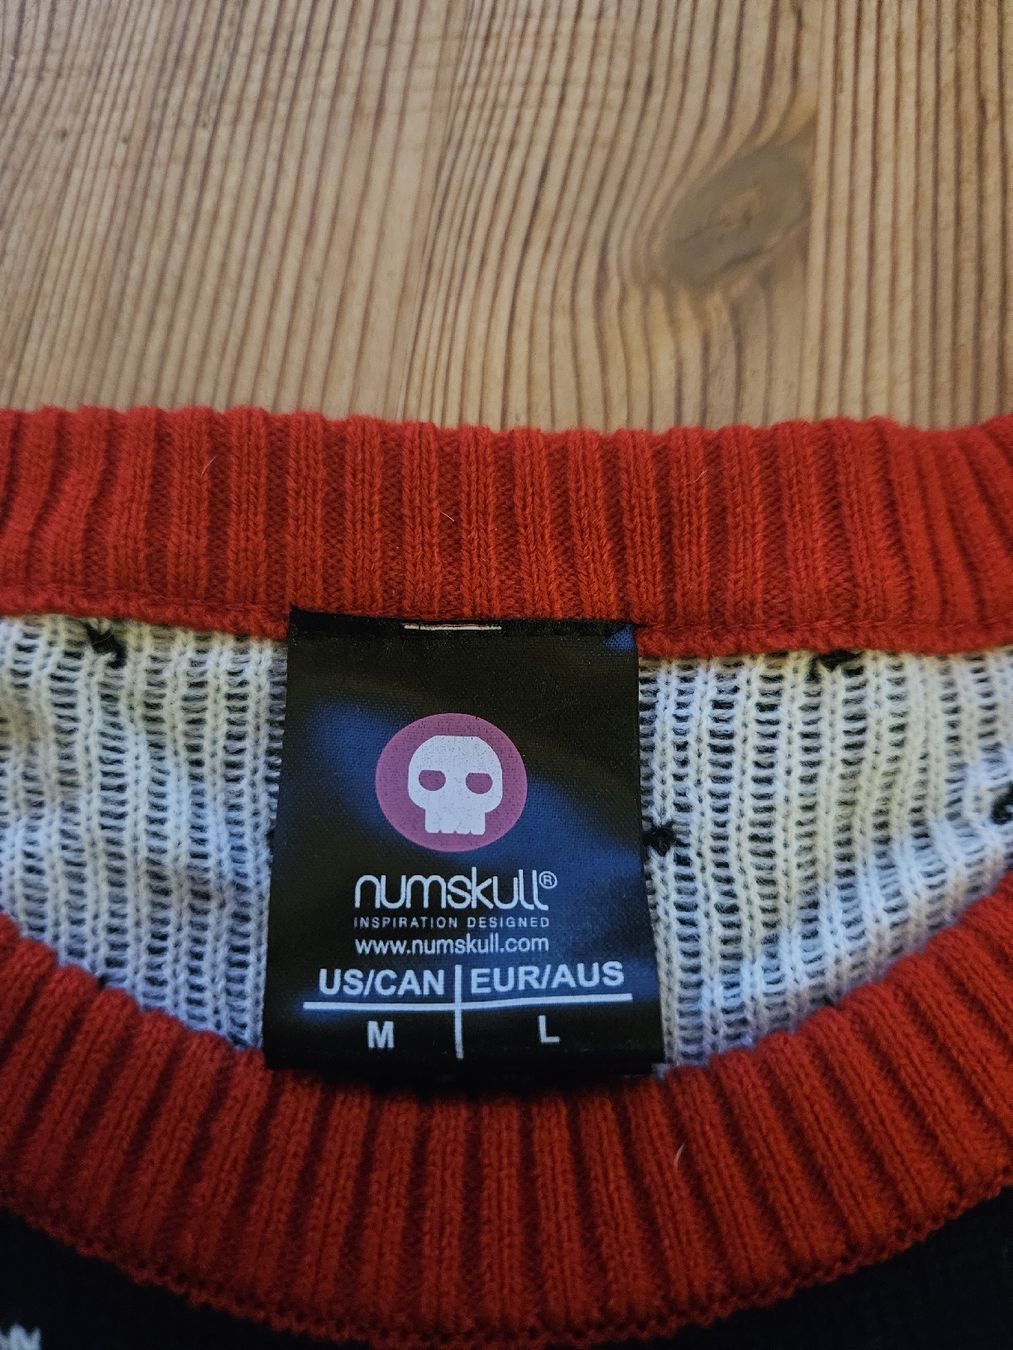 numskull®
INSPIRATION DESIGNED
www.numskull.com
US/CAN EUR/AUS
M L